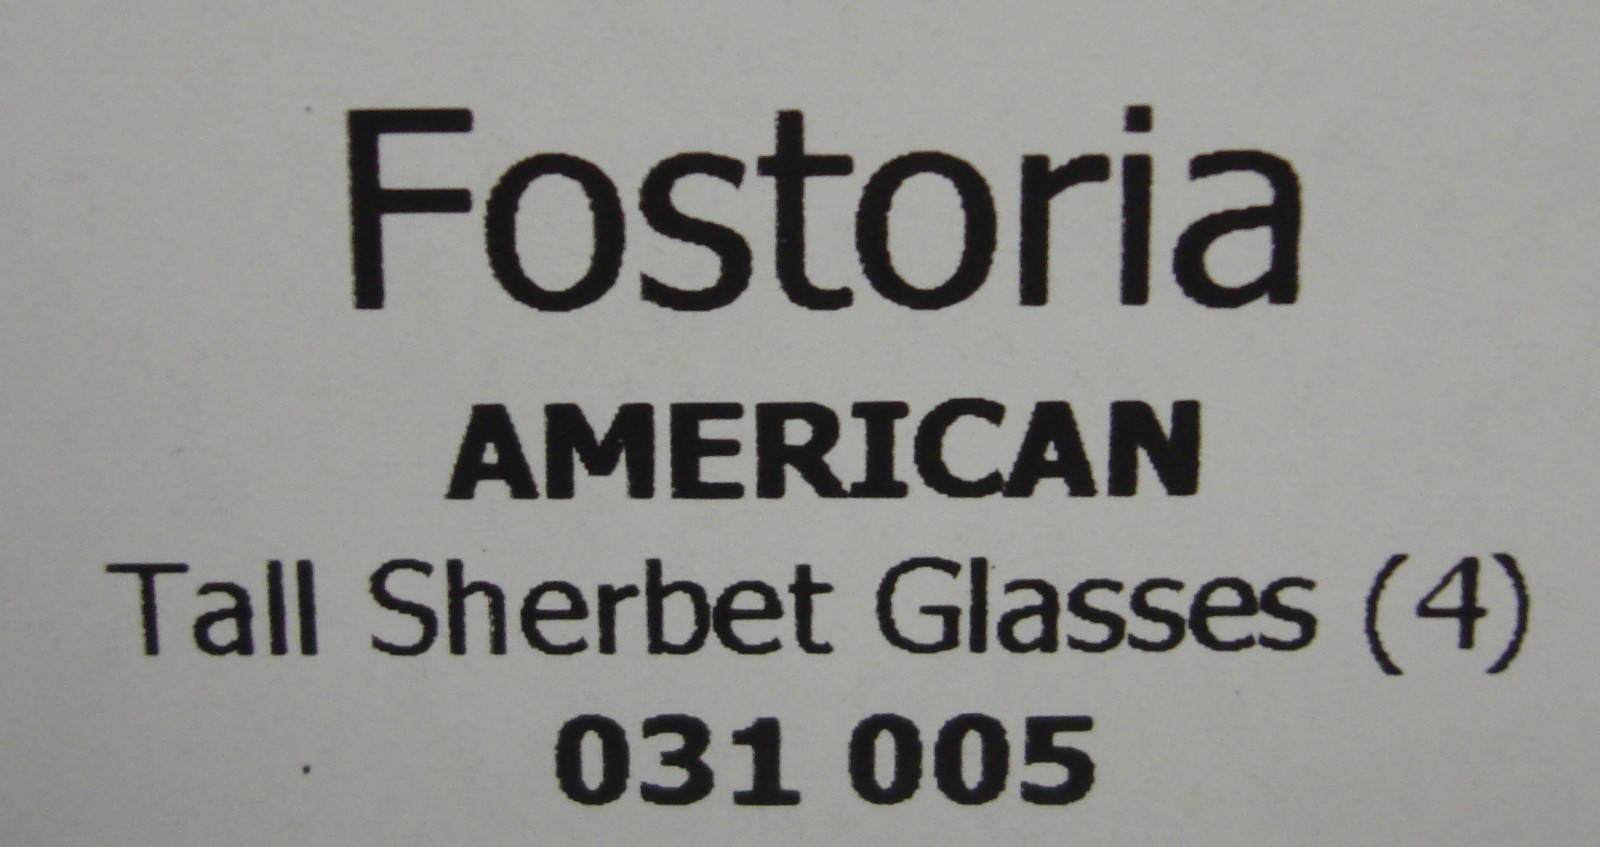 Fostoria
AMERICAN
Tall Sherbet Glasses (4)
031 005